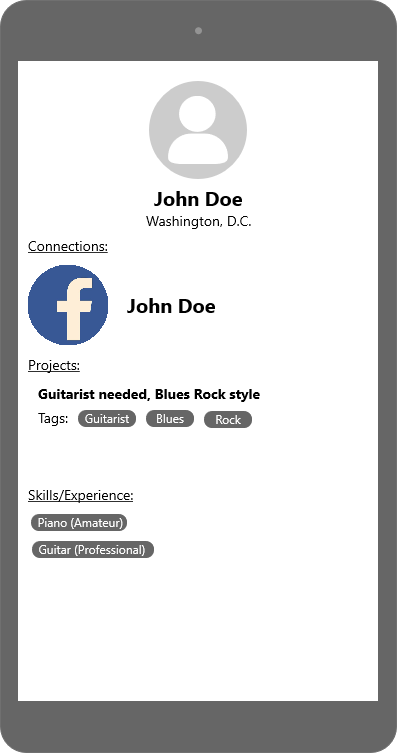 John Doe
Washington, D.C.
Connections:
f John Doe
Projects:
Guitarist needed, Blues Rock style
Tags: Guitarist Blues Rock
Skills/Experience:
Piano (Amateur)
Guitar (Professional)